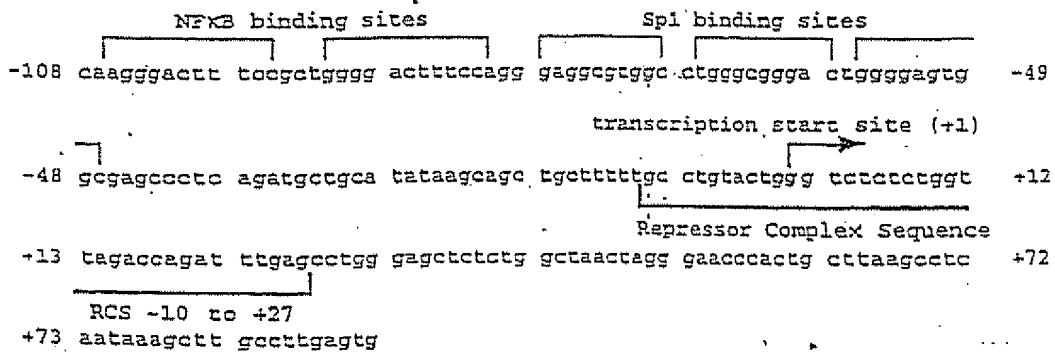 NFKB binding sites Sp1 binding sites
-108 caagggacttt tccgctgggg actttccagg gaggcgtggc ctgggcggga ctggggagtg -49
transcription start site (+1)
-48 gcgagccctc agatgctgca tataagcagc tgctttttgc ctgtactggg tctctctggt +12
Repressor Complex Sequence
+13 tagaccagat ttgagcctgg gagctctctg gctaactagg gaacccactg cttaagcctc +72
RCS -10 to +27
+73 aataaagctt gccttgagtg